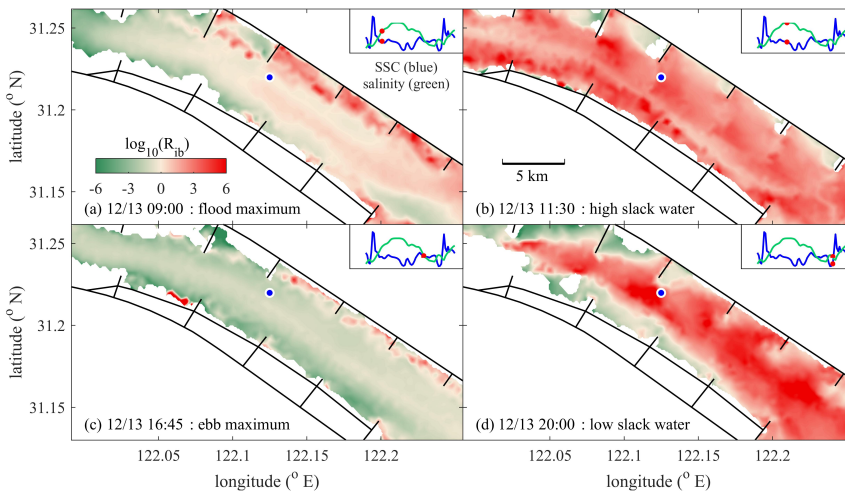 31.25
31.2
31.15
latitude (° N)
SSC (blue)
salinity (green)
log10(Rib)
-6 -3 0 3 6
(a) 12/13 09:00 : flood maximum
5 km
(b) 12/13 11:30 : high slack water
31.25
31.2
31.15
latitude (° N)
(c) 12/13 16:45 : ebb maximum
(d) 12/13 20:00 : low slack water
122.05 122.1 122.15 122.2
122.05 122.1 122.15 122.2
longitude (° E)
longitude (° E)